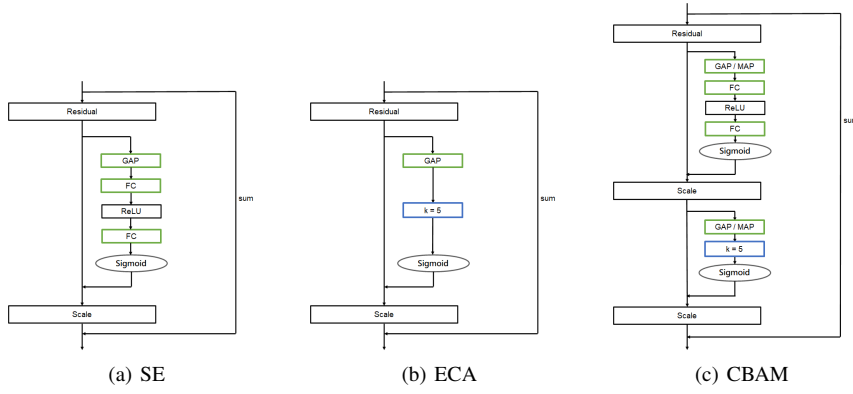 Residual
GAP
FC
ReLU
FC
Sigmoid
sum
Scale
(a) SE
Residual
GAP
k = 5
Sigmoid
sum
Scale
(b) ECA
Residual
GAP / MAP
FC
ReLU
FC
Sigmoid
sum
Scale
GAP / MAP
k = 5
Sigmoid
Scale
(c) CBAM